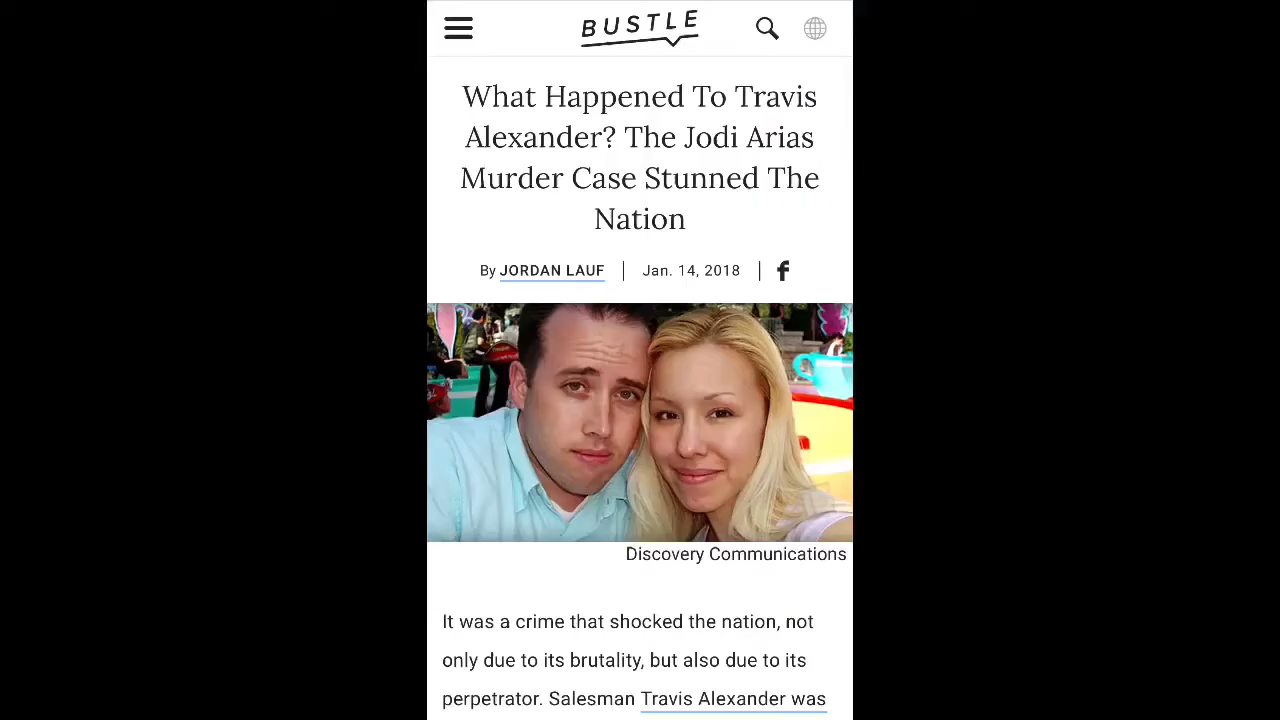 BUSTLE
What Happened To Travis
Alexander? The Jodi Arias
Murder Case Stunned The
Nation
By JORDAN LAUF | Jan. 14, 2018 | f
Discovery Communications
It was a crime that shocked the nation, not
only due to its brutality, but also due to its
perpetrator. Salesman Travis Alexander was